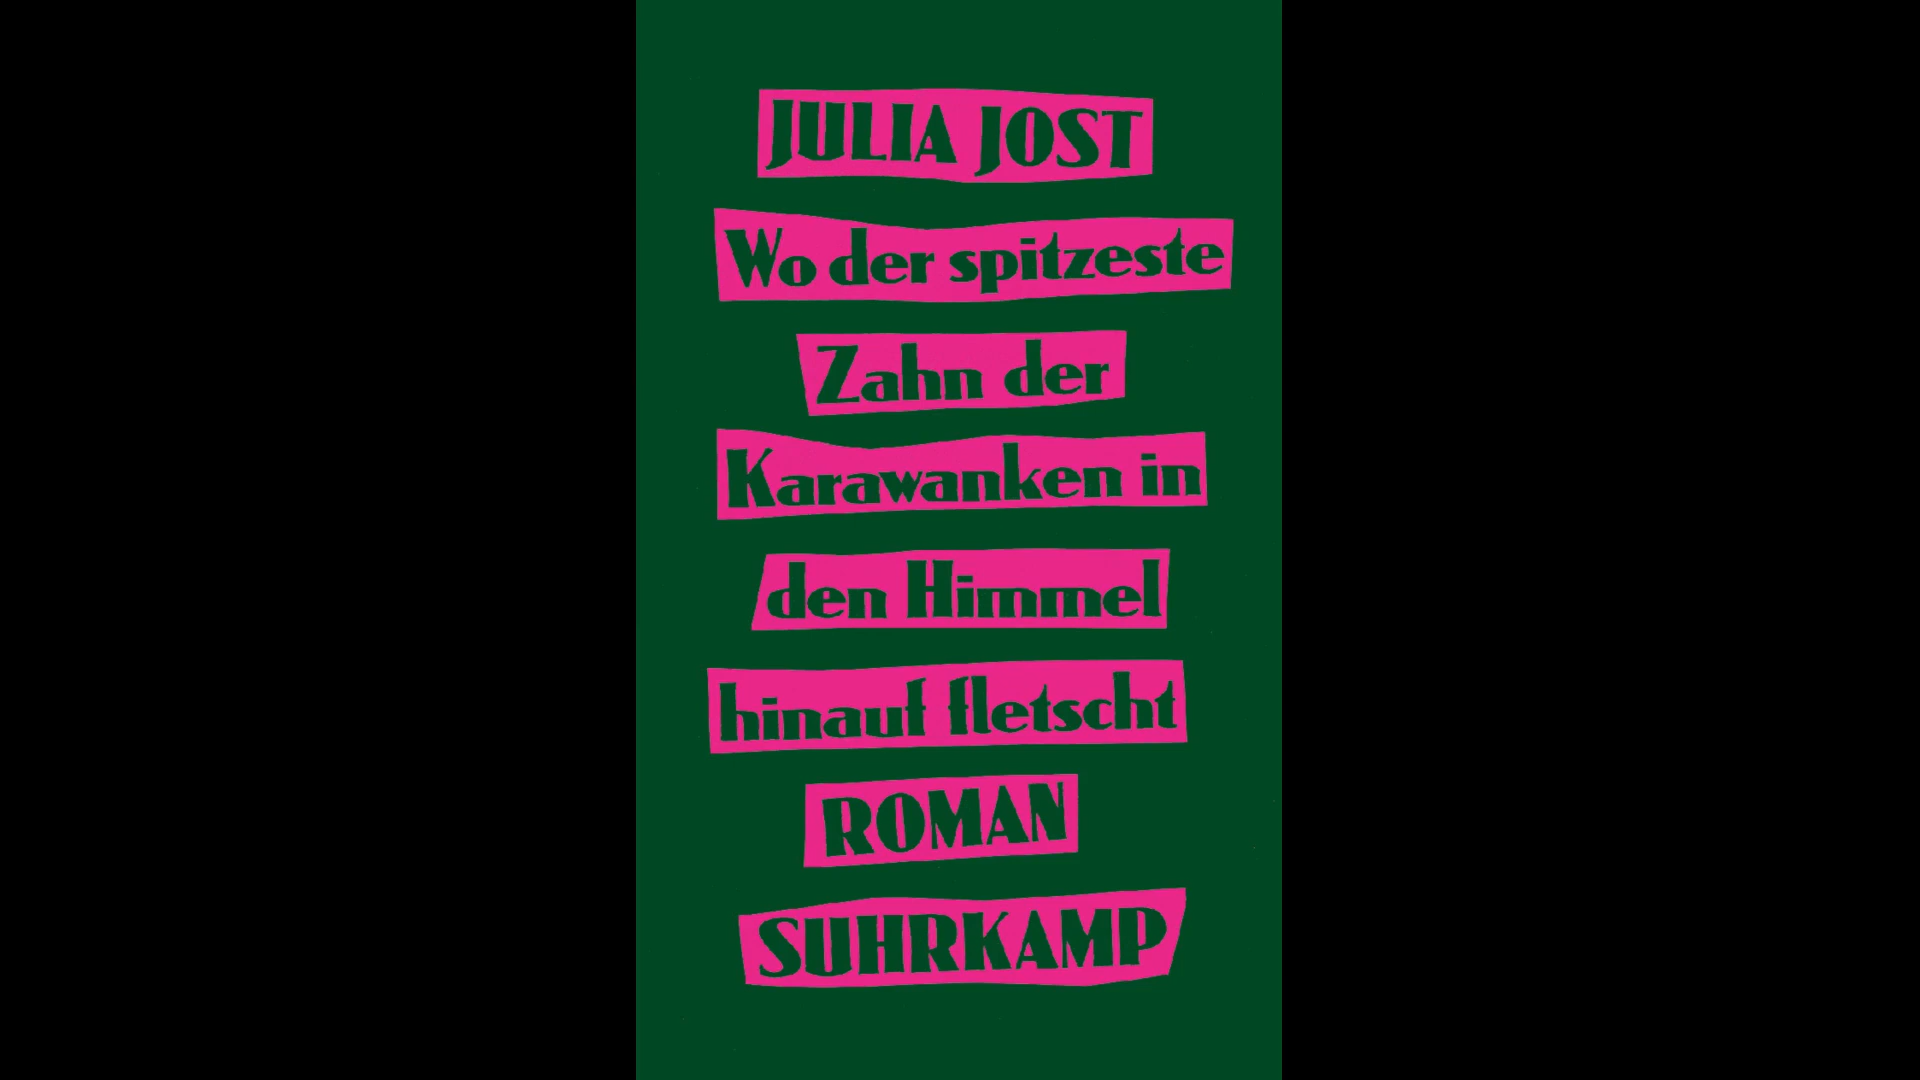 JULIA JOST
Wo der spitzeste
Zahn der
Karawanken in
den Himmel
hinauf fletscht
ROMAN
SUHRKAMP